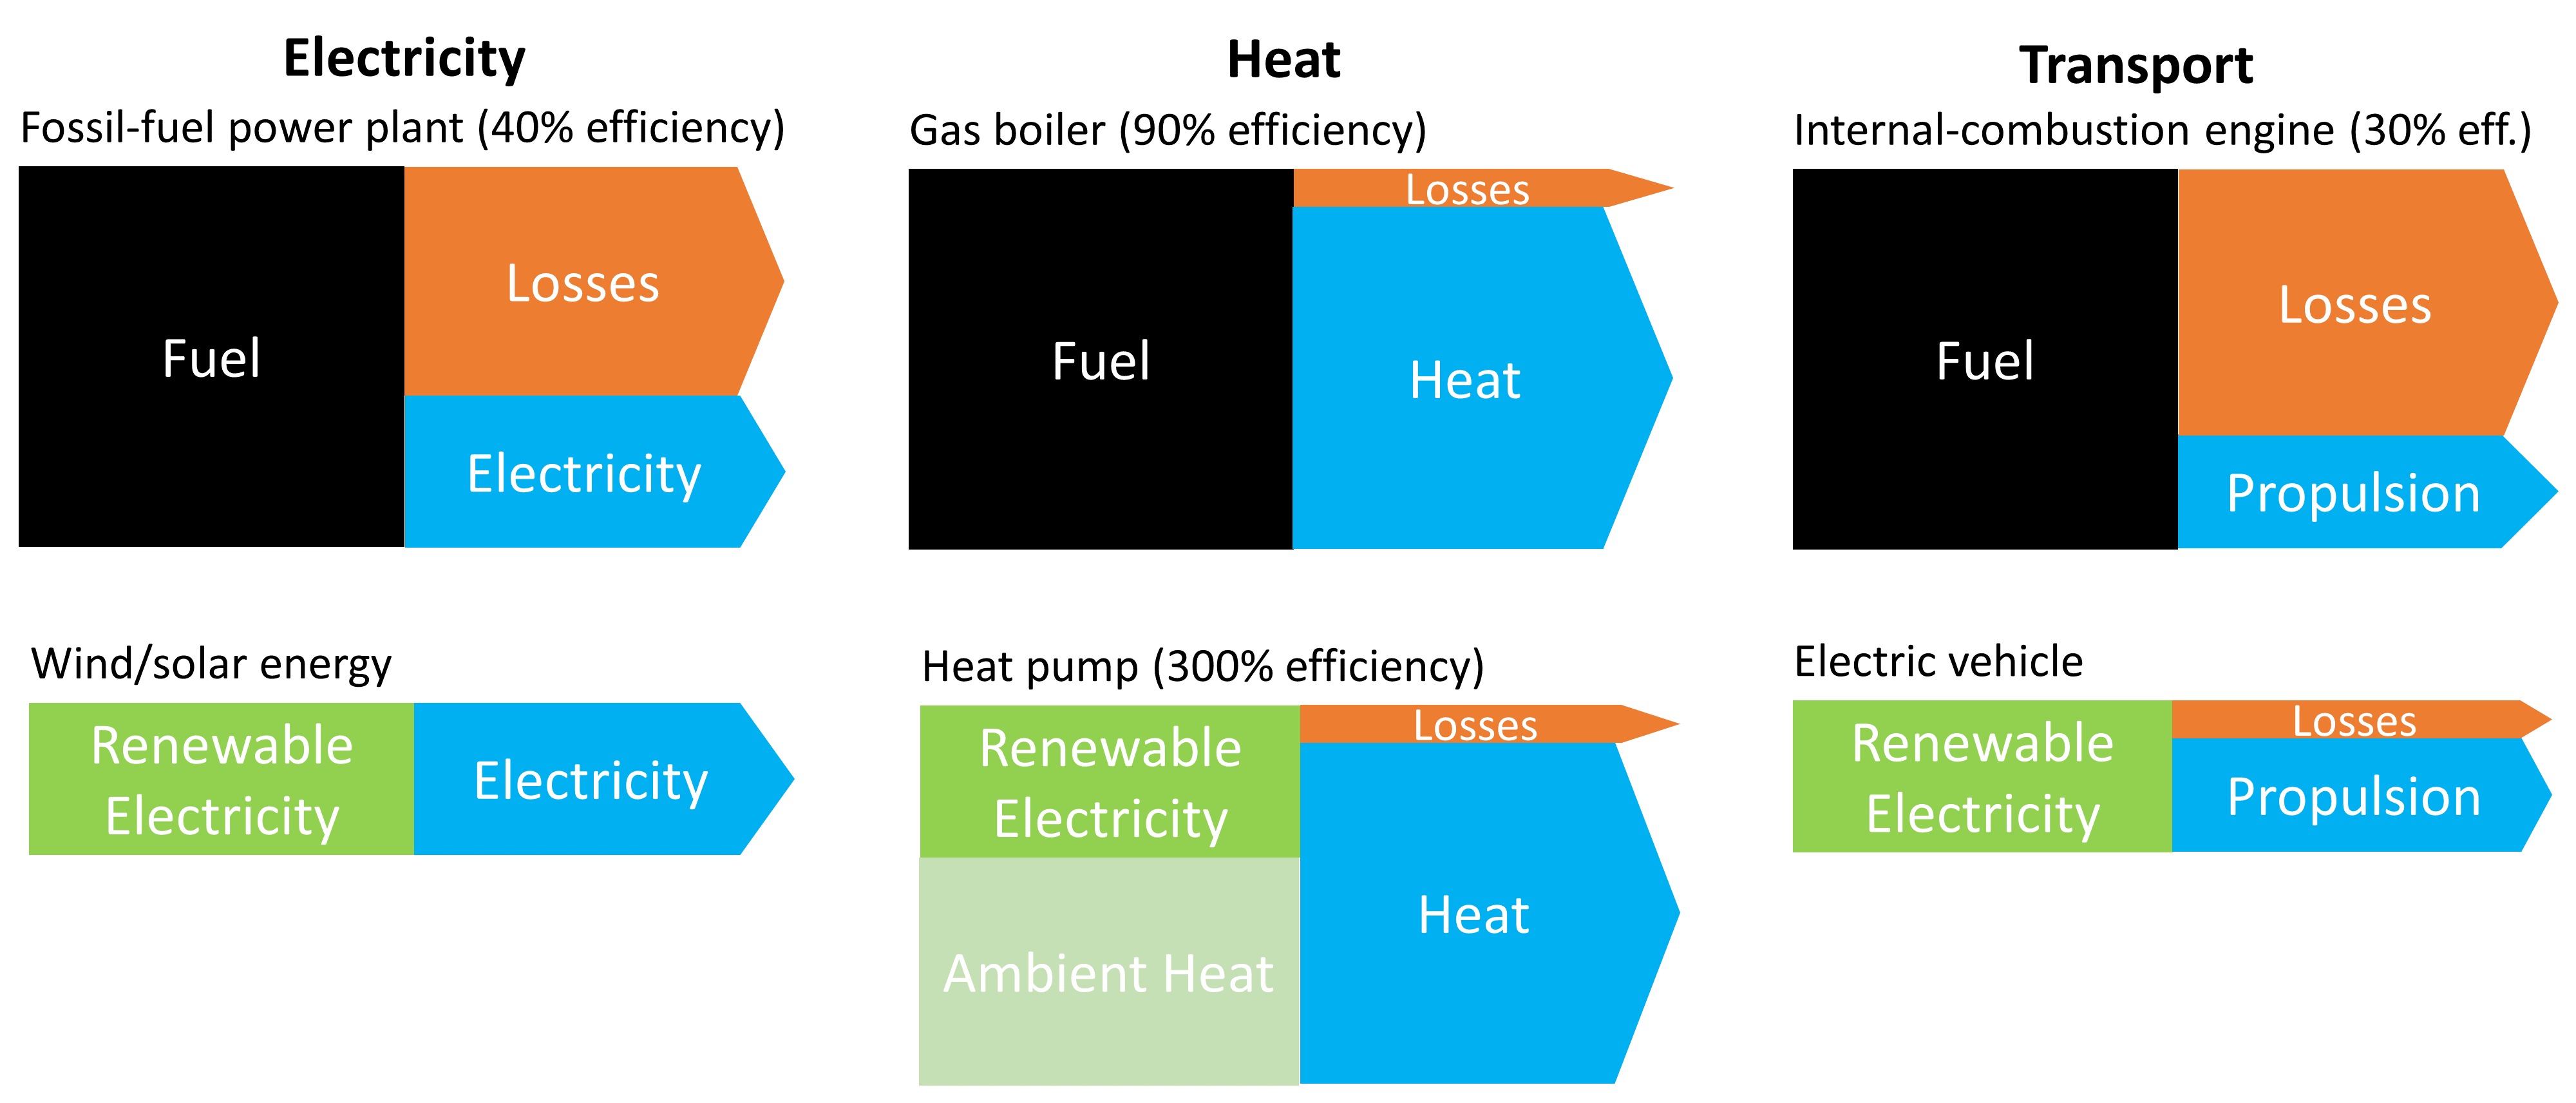 Electricity
Fossil-fuel power plant (40% efficiency)
Fuel
Losses
Electricity
Wind/solar energy
Renewable
Electricity
Electricity
Heat
Gas boiler (90% efficiency)
Fuel
Losses
Heat
Heat pump (300% efficiency)
Renewable
Electricity
Ambient Heat
Losses
Heat
Transport
Internal-combustion engine (30% eff.)
Fuel
Losses
Propulsion
Electric vehicle
Renewable
Electricity
Losses
Propulsion